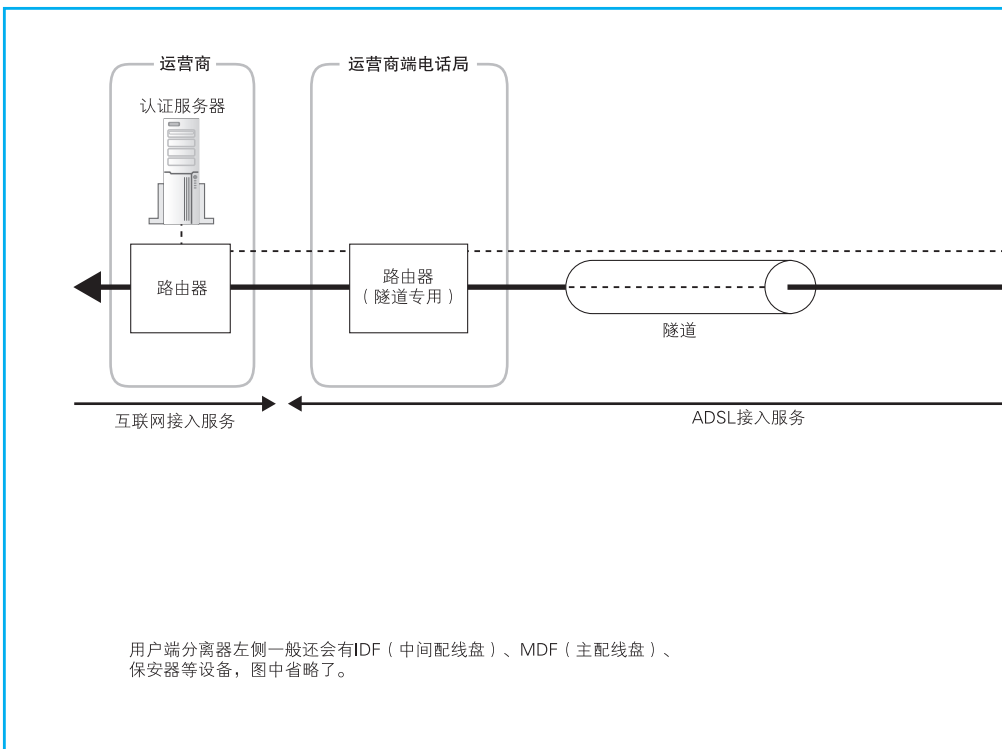 运营商
运营商端电话局
认证服务器
路由器
路由器
（隧道专用）
隧道
互联网接入服务
ADSL接入服务
用户端分离器左侧一般还会有IDF（中间配线盘）、MDF（主配线盘）、
保安器等设备，图中省略了。